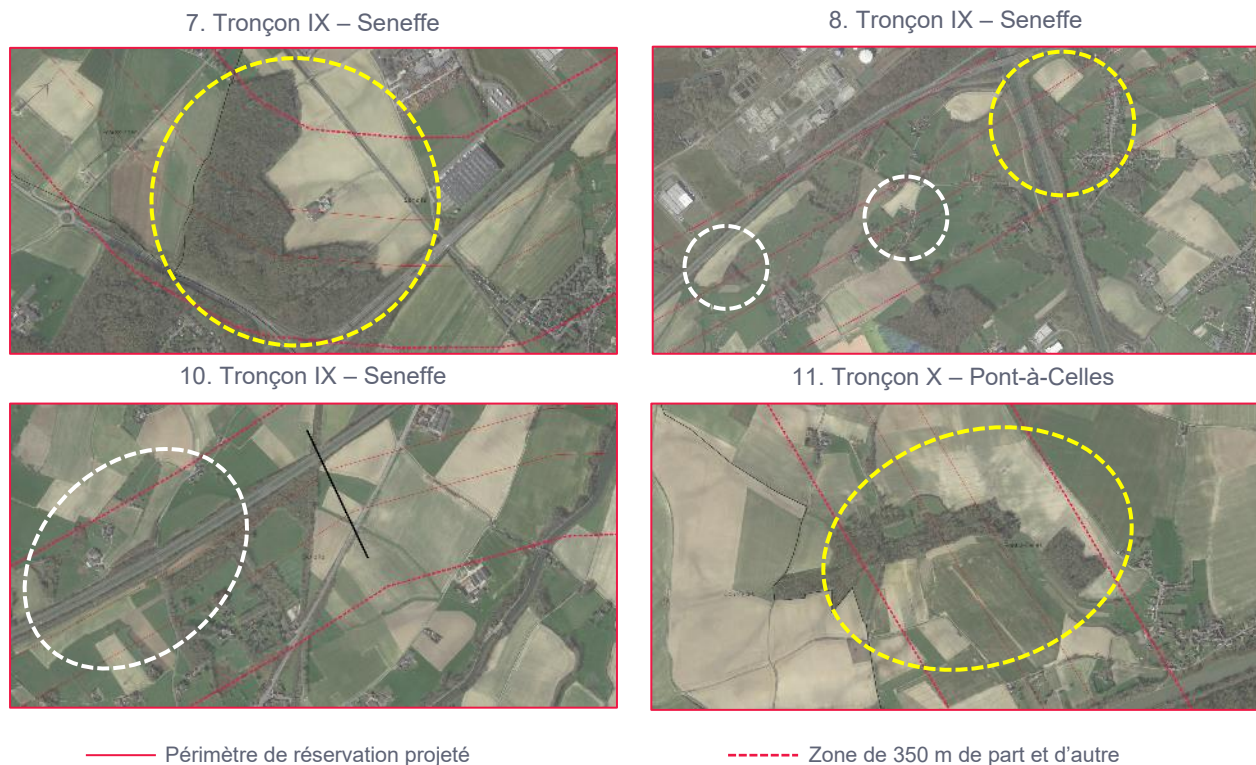 7. Tronçon IX – Seneffe
8. Tronçon IX – Seneffe
10. Tronçon IX – Seneffe
11. Tronçon X – Pont-à-Celles
Périmètre de réservation projeté
Zone de 350 m de part et d'autre